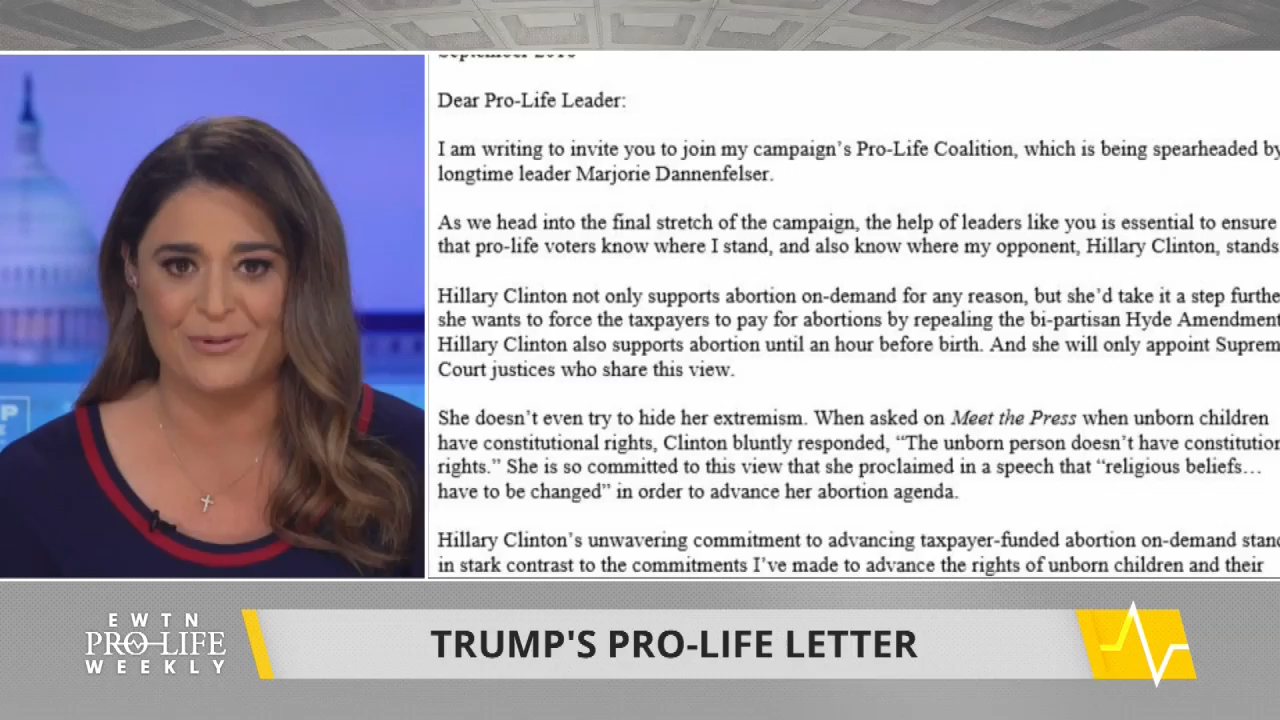 September 2016
Dear Pro-Life Leader:
I am writing to invite you to join my campaign's Pro-Life Coalition, which is being spearheaded by
longtime leader Marjorie Dannenfelser.
As we head into the final stretch of the campaign, the help of leaders like you is essential to ensure
that pro-life voters know where I stand, and also know where my opponent, Hillary Clinton, stands
Hillary Clinton not only supports abortion on-demand for any reason, but she'd take it a step furthe
she wants to force the taxpayers to pay for abortions by repealing the bi-partisan Hyde Amendment
Hillary Clinton also supports abortion until an hour before birth. And she will only appoint Suprem
Court justices who share this view.
She doesn't even try to hide her extremism. When asked on Meet the Press when unborn children
have constitutional rights, Clinton bluntly responded, “The unborn person doesn't have constitution
rights.” She is so committed to this view that she proclaimed in a speech that “religious beliefs…
have to be changed” in order to advance her abortion agenda.
Hillary Clinton's unwavering commitment to advancing taxpayer-funded abortion on-demand stand
in stark contrast to the commitments I've made to advance the rights of unborn children and their
EWTN
PRO-LIFE
WEEKLY
TRUMP'S PRO-LIFE LETTER